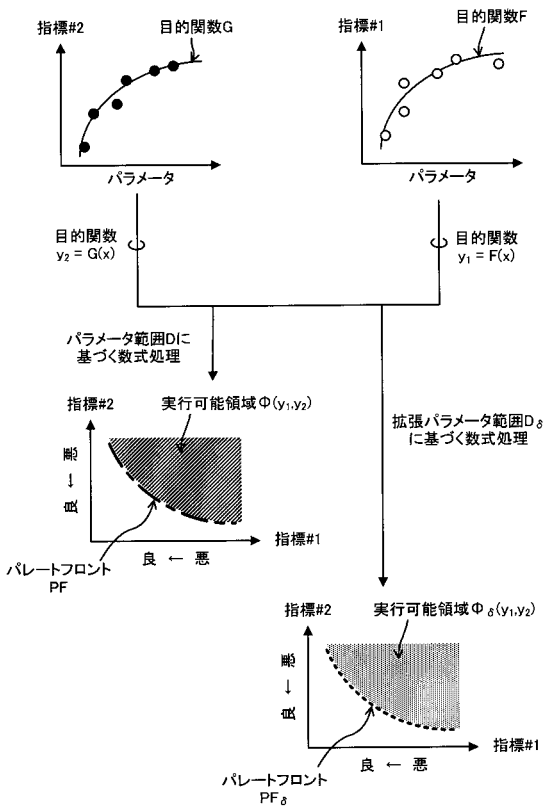 指標#2
目的関数G
パラメータ
指標#1
目的関数F
パラメータ
目的関数
y₂ = G(x)
目的関数
y₁ = F(x)
パラメータ範囲Dに
基づく数式処理
拡張パラメータ範囲Dδ
に基づく数式処理
指標#2
実行可能領域Φ(y₁,y₂)
良 ← 悪
指標#1
良 ← 悪
パレートフロント
PF
指標#2
実行可能領域Φδ(y₁,y₂)
良 ← 悪
指標#1
良 ← 悪
パレートフロント
PFδ